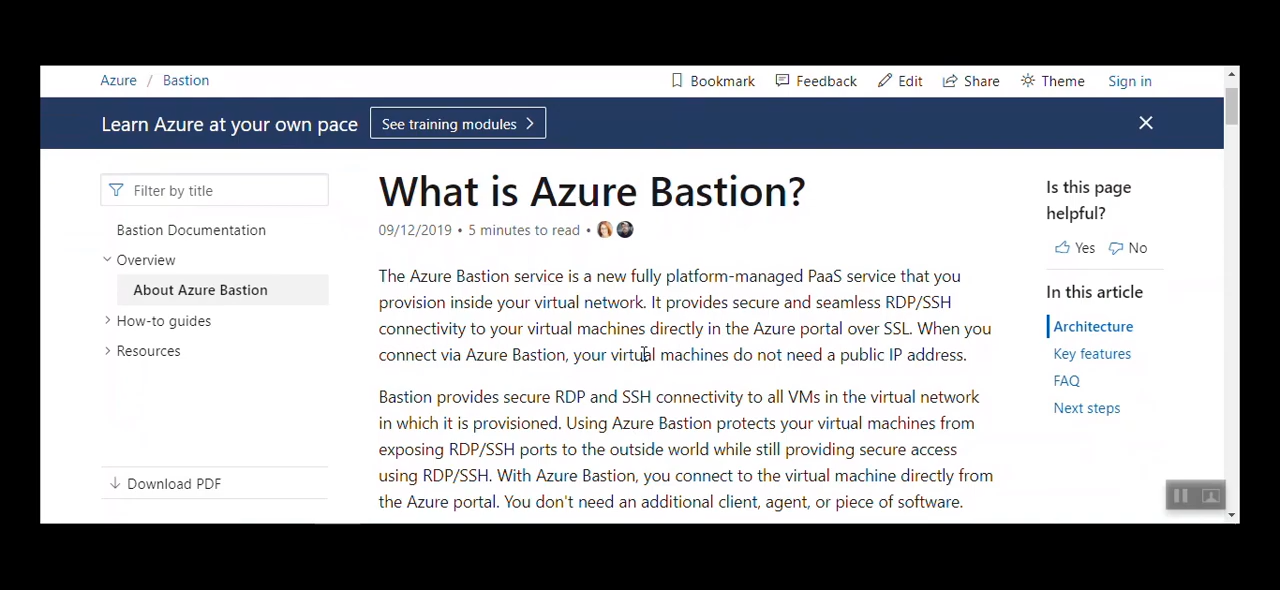 Azure / Bastion
Bookmark Feedback Edit Share Theme Sign in
Learn Azure at your own pace See training modules
Filter by title
Bastion Documentation
Overview
About Azure Bastion
How-to guides
Resources
Download PDF
What is Azure Bastion?
09/12/2019 • 5 minutes to read •
The Azure Bastion service is a new fully platform-managed PaaS service that you
provision inside your virtual network. It provides secure and seamless RDP/SSH
connectivity to your virtual machines directly in the Azure portal over SSL. When you
connect via Azure Bastion, your virtual machines do not need a public IP address.
Bastion provides secure RDP and SSH connectivity to all VMs in the virtual network
in which it is provisioned. Using Azure Bastion protects your virtual machines from
exposing RDP/SSH ports to the outside world while still providing secure access
using RDP/SSH. With Azure Bastion, you connect to the virtual machine directly from
the Azure portal. You don't need an additional client, agent, or piece of software.
Is this page
helpful?
Yes No
In this article
Architecture
Key features
FAQ
Next steps